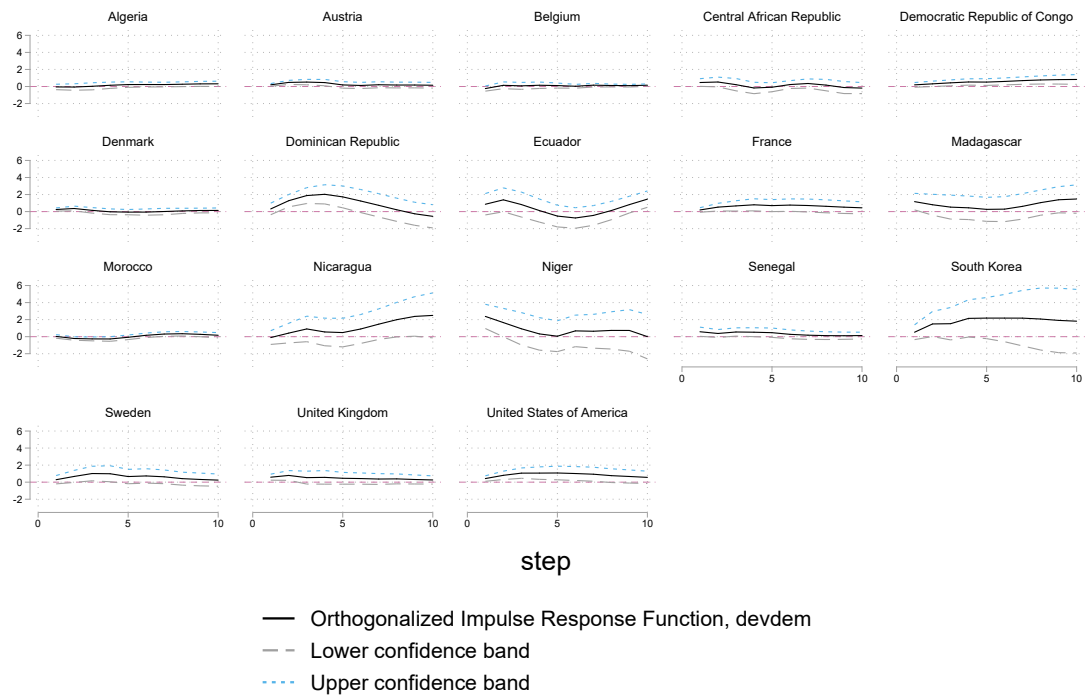 Algeria
Austria
Belgium
Central African Republic
Democratic Republic of Congo
6
4
2
0
-2
Denmark
Dominican Republic
Ecuador
France
Madagascar
6
4
2
0
-2
Morocco
Nicaragua
Niger
Senegal
South Korea
6
4
2
0
-2
0 5 10
0 5 10
Sweden
United Kingdom
United States of America
6
4
2
0
-2
0 5 10
0 5 10
0 5 10
step
Orthogonalized Impulse Response Function, devdem
Lower confidence band
Upper confidence band